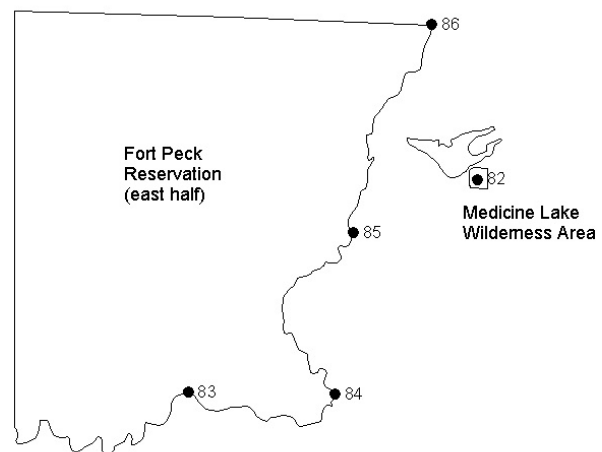 86
Fort Peck
Reservation
(east half)
82
Medicine Lake
Wilderness Area
85
83
84